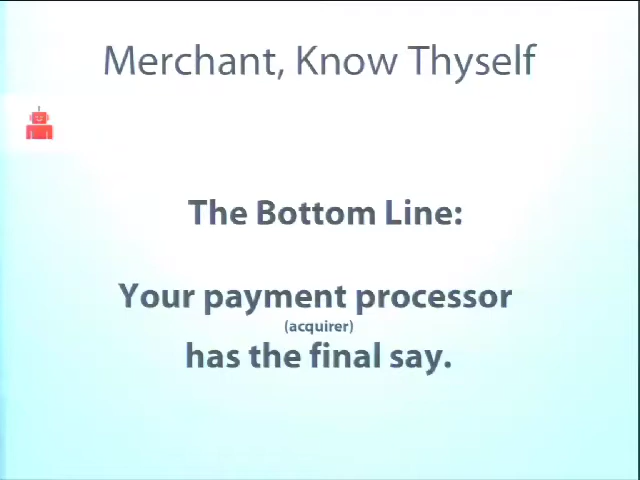 Merchant, Know Thyself
The Bottom Line:
Your payment processor
(acquirer)
has the final say.